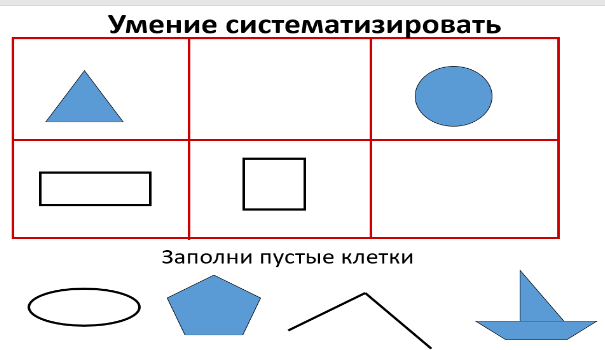 Умение систематизировать
Заполни пустые клетки